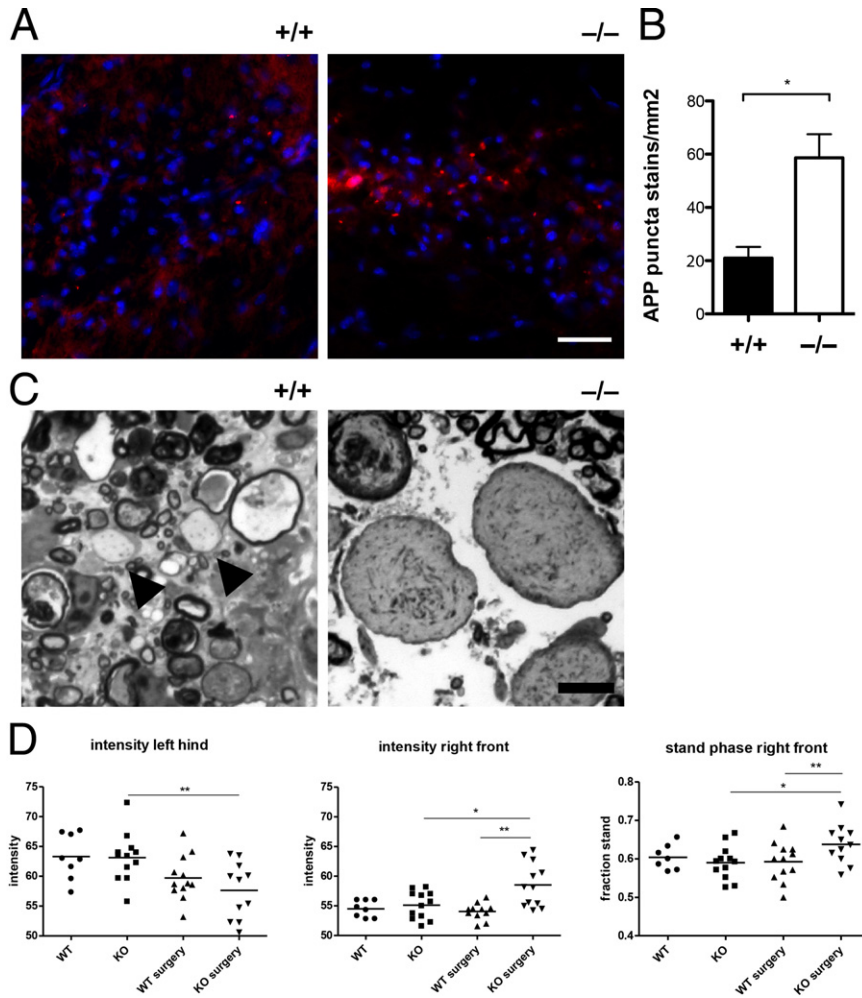 A
+/+
−/−
B
*
APP puncta stains/mm2
80
60
40
20
0
+/+
−/−
C
+/+
−/−
D
intensity left hind
**
intensity
75
70
65
60
55
50
WT
KO
WT surgery
KO surgery
intensity right front
*
**
intensity
75
70
65
60
55
50
WT
KO
WT surgery
KO surgery
stand phase right front
**
*
fraction stand
0.8
0.7
0.6
0.5
0.4
WT
KO
WT surgery
KO surgery